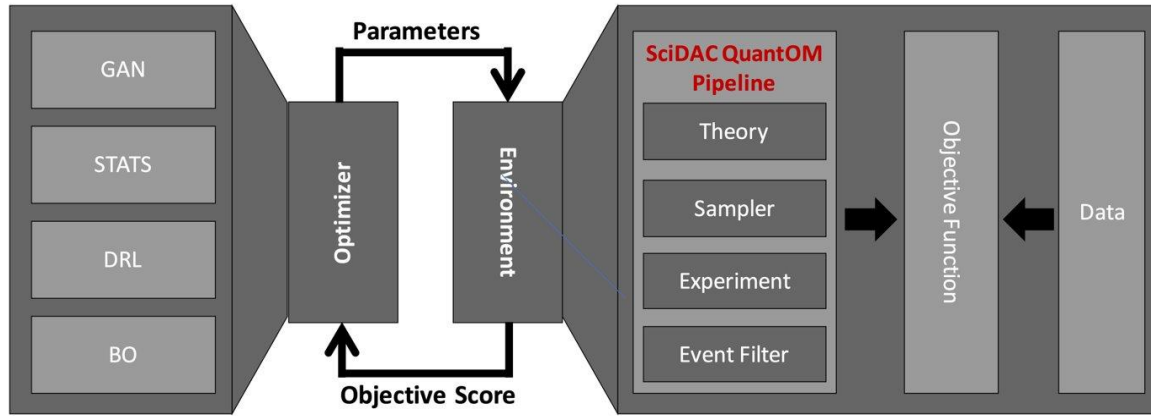 GAN
STATS
DRL
BO
Optimizer
Parameters
Objective Score
Environment
SciDAC QuantOM
Pipeline
Theory
Sampler
Experiment
Event Filter
Objective Function
Data